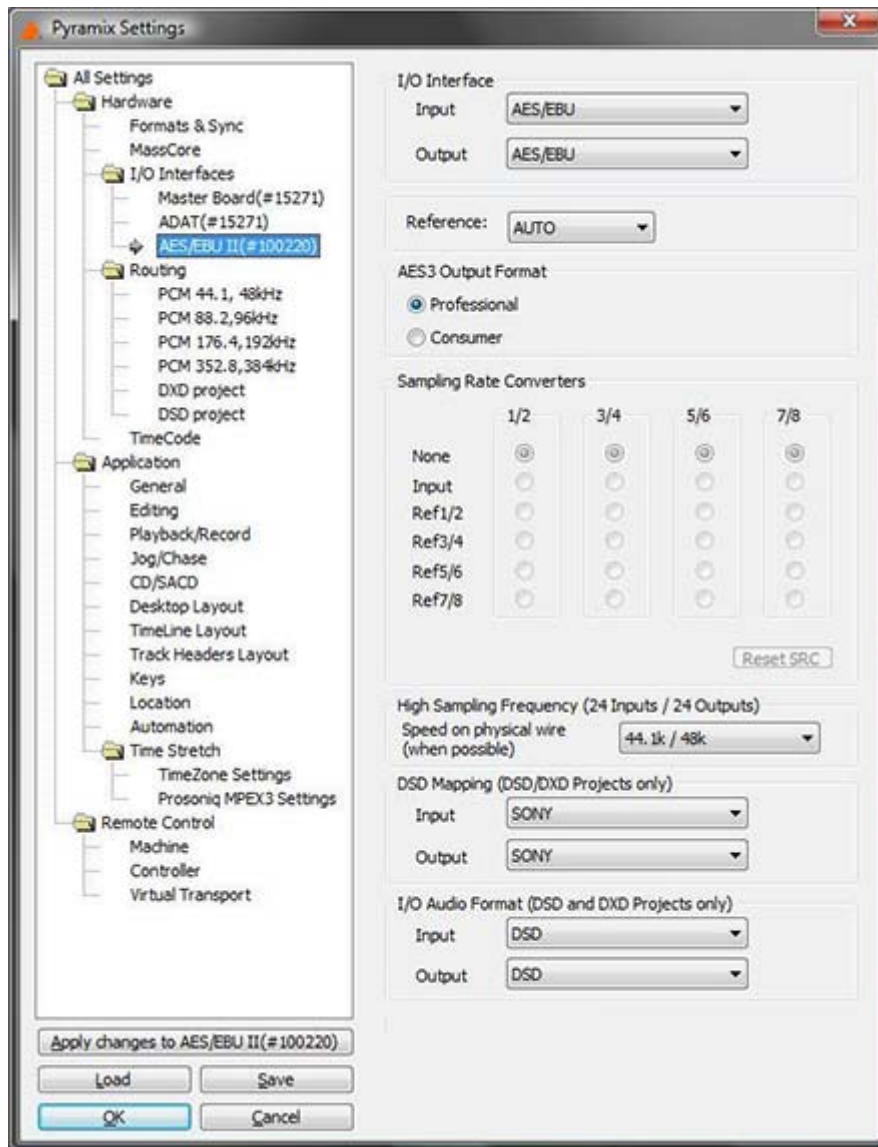 Pyramix Settings
All Settings
Hardware
Formats & Sync
MassCore
I/O Interfaces
Master Board(#15271)
ADAT(#15271)
AES/EBU II(#100220)
Routing
PCM 44.1, 48kHz
PCM 88.2,96kHz
PCM 176.4,192kHz
PCM 352.8,384kHz
DXD project
DSD project
TimeCode
Application
General
Editing
Playback/Record
Jog/Chase
CD/SACD
Desktop Layout
TimeLine Layout
Track Headers Layout
Keys
Location
Automation
Time Stretch
TimeZone Settings
Prosoniq MPEX3 Settings
Remote Control
Machine
Controller
Virtual Transport
Apply changes to AES/EBU II(#100220)
Load Save
OK Cancel
I/O Interface
Input AES/EBU
Output AES/EBU
Reference: AUTO
AES3 Output Format
Professional
Consumer
Sampling Rate Converters
1/2 3/4 5/6 7/8
None
Input
Ref1/2
Ref3/4
Ref5/6
Ref7/8
Reset SRC
High Sampling Frequency (24 Inputs / 24 Outputs)
Speed on physical wire
(when possible) 44.1k / 48k
DSD Mapping (DSD/DXD Projects only)
Input SONY
Output SONY
I/O Audio Format (DSD and DXD Projects only)
Input DSD
Output DSD